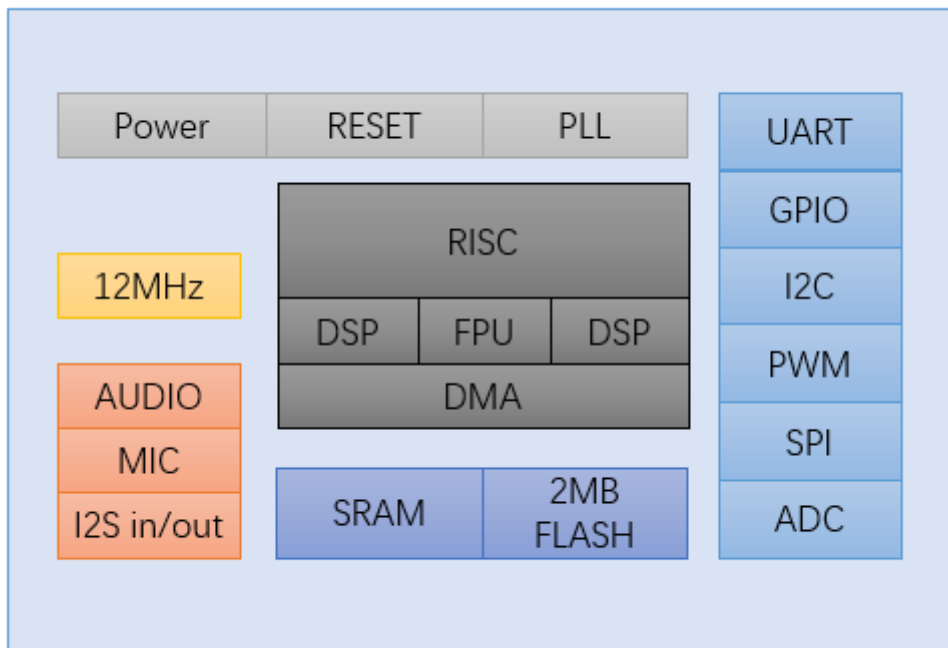 Power
RESET
PLL
12MHz
AUDIO
MIC
I2S in/out
RISC
DSP
FPU
DSP
DMA
SRAM
2MB
FLASH
UART
GPIO
I2C
PWM
SPI
ADC